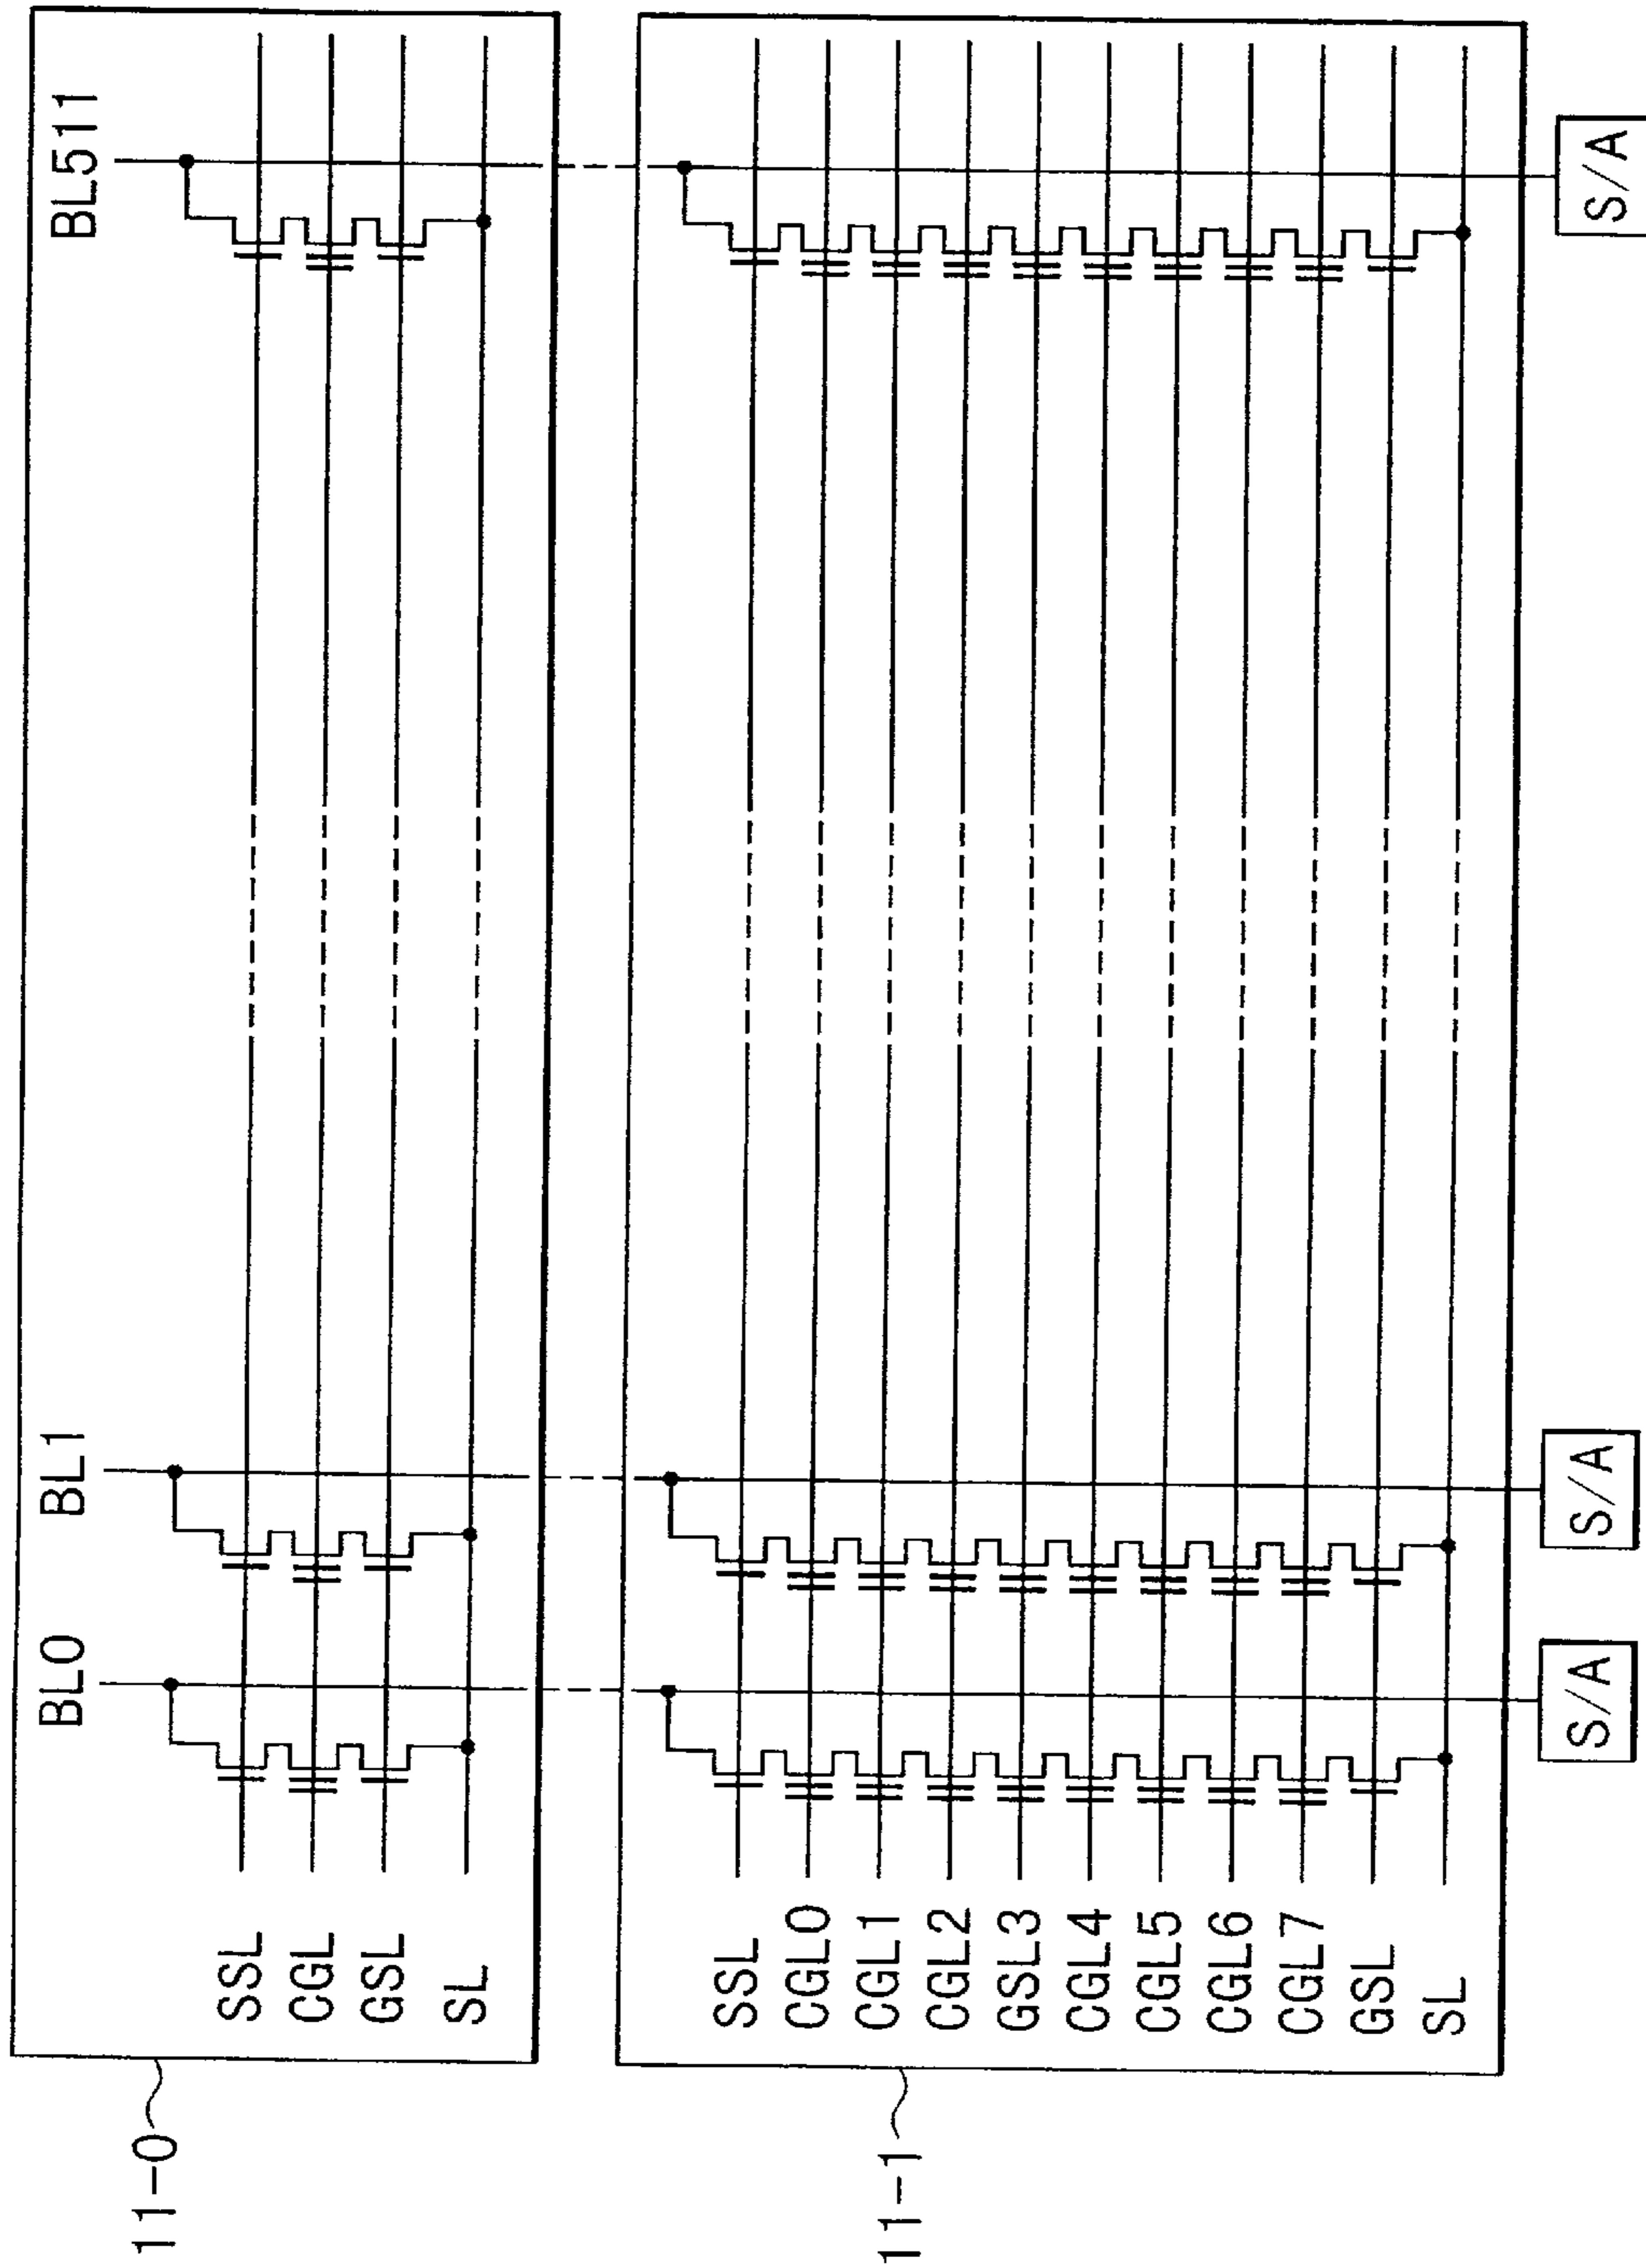 BL0 BL1 BL511
SSL
CGL
GSL
SL
11-0
SSL
CGL0
CGL1
CGL2
GSL3
CGL4
CGL5
CGL6
CGL7
GSL
SL
11-1
S/A S/A S/A